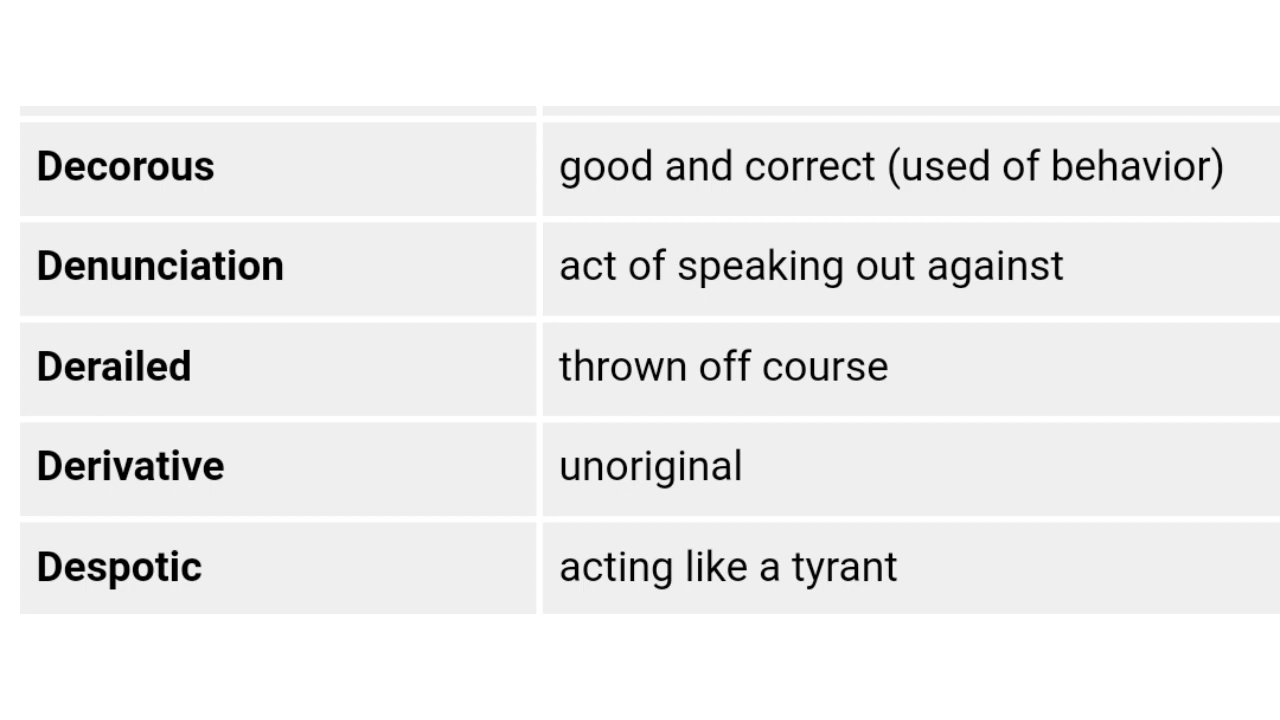 Decorous good and correct (used of behavior)
Denunciation act of speaking out against
Derailed thrown off course
Derivative unoriginal
Despotic acting like a tyrant